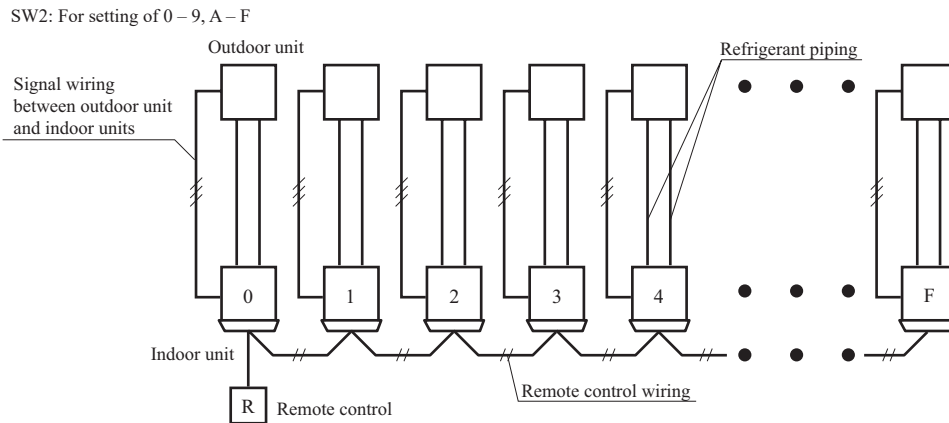 SW2: For setting of 0 – 9, A – F
Outdoor unit
Refrigerant piping
Signal wiring
between outdoor unit
and indoor units
0
1
2
3
4
F
Indoor unit
Remote control wiring
R
Remote control